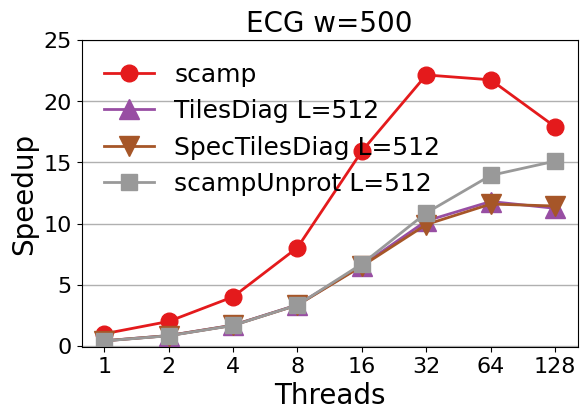 ECG w=500
Speedup
25
20
15
10
5
0
scamp
TilesDiag L=512
SpecTilesDiag L=512
scampUnprot L=512
1 2 4 8 16 32 64 128
Threads